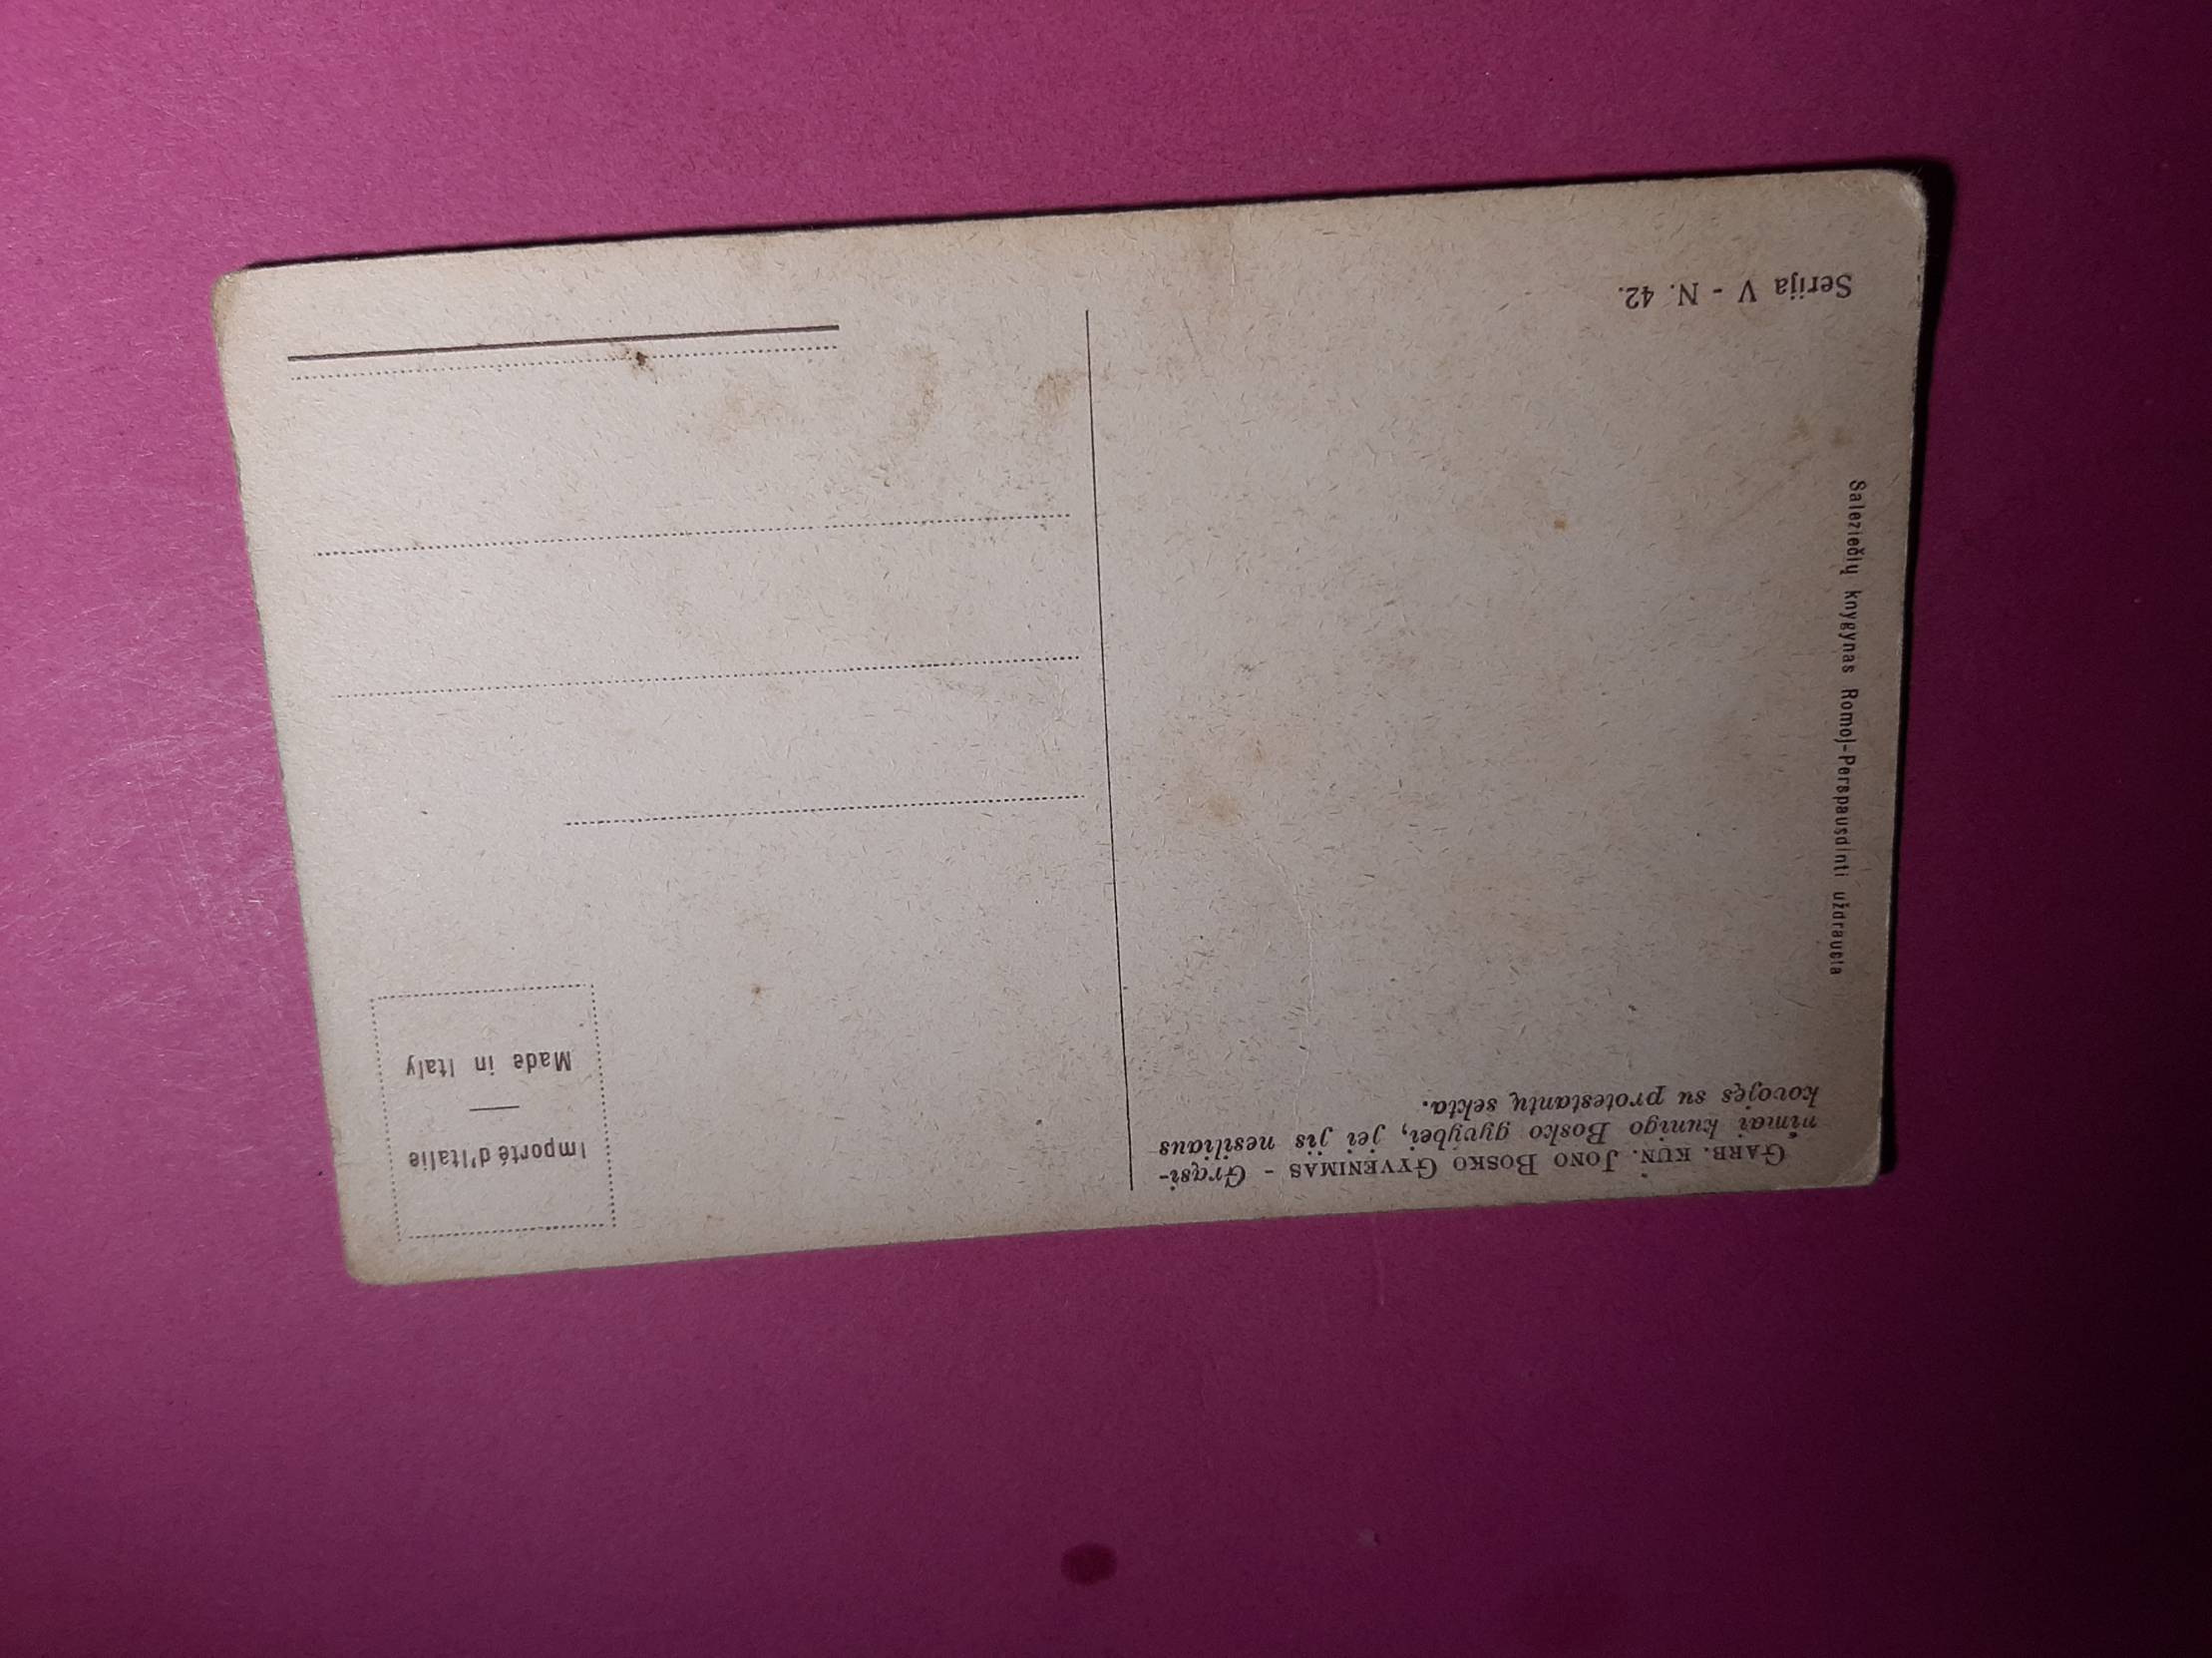 GARB. KUN. JONO BOSKO GYVENIMAS - Grąsi-
nimai kunigo Bosko gyvybei, jei jis nesiliaus
kovojęs su protestantų sekta.
Importé d'Italie
Made in Italy
Saleziečių knygynas Romoj-Perspausdinti uždrausta
Serija V - N. 42.